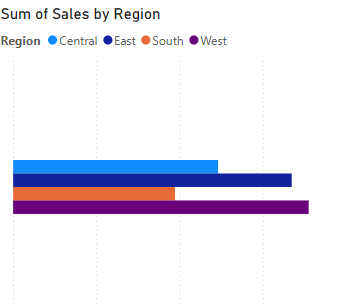 Sum of Sales by Region
Region Central East South West